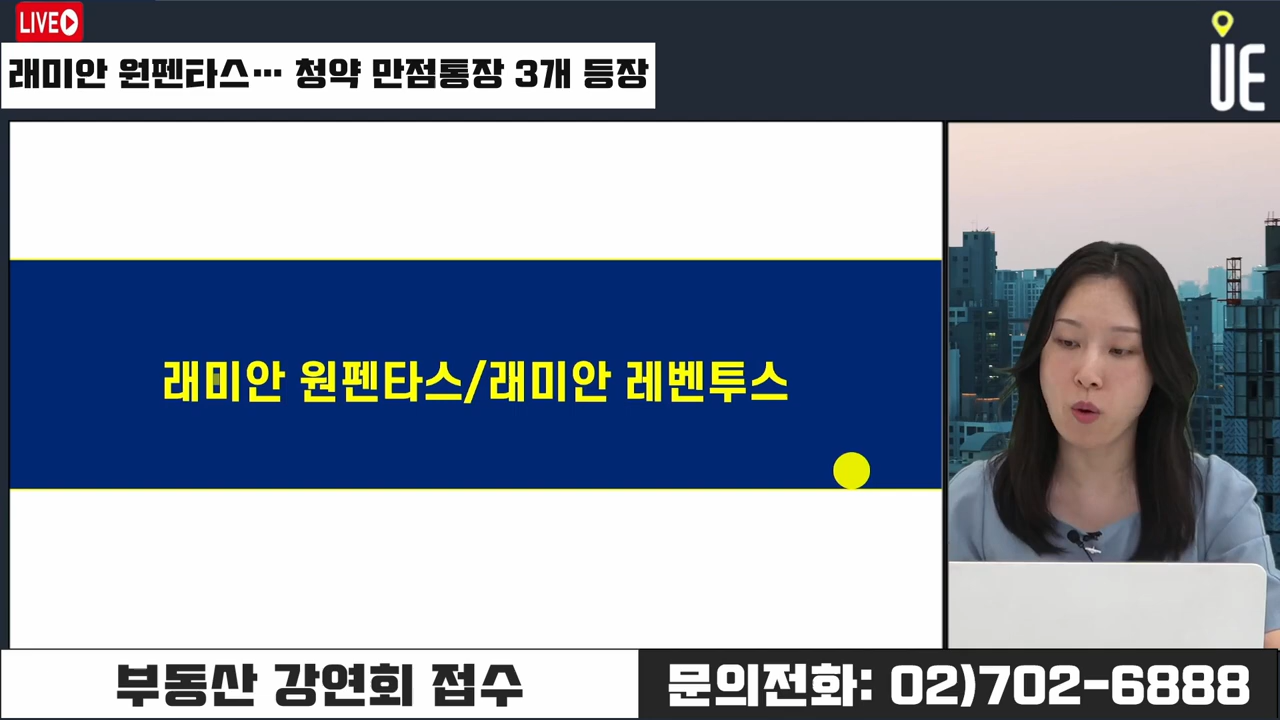 LIVE
래미안 원펜타스… 청약 만점통장 3개 등장
UE
래미안 원펜타스/래미안 레벤투스
부동산 강연회 접수
문의전화: 02)702-6888